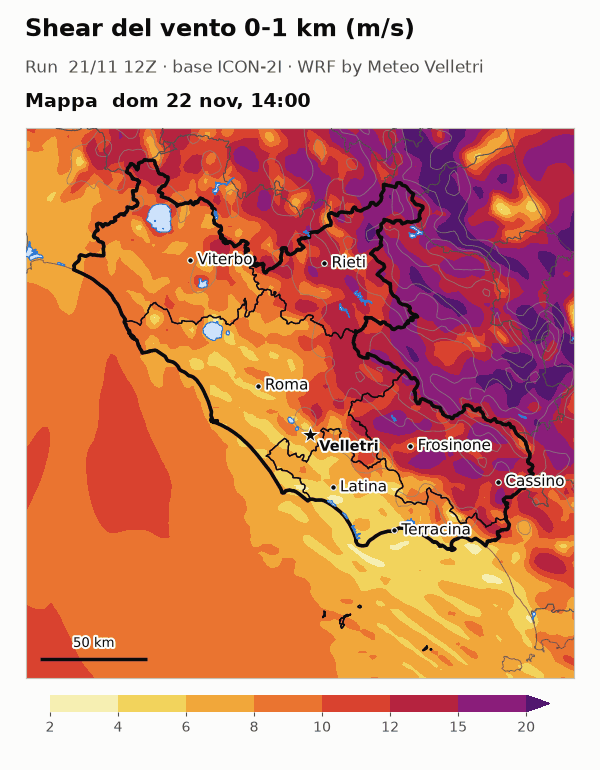 Shear del vento 0-1 km (m/s)
Run  21/11 12Z · base ICON-2I · WRF by Meteo Velletri
Mappa  dom 22 nov, 14:00
Viterbo
Rieti
Roma
Velletri
Frosinone
Cassino
Latina
Terracina
50 km
2 4 6 8 10 12 15 20